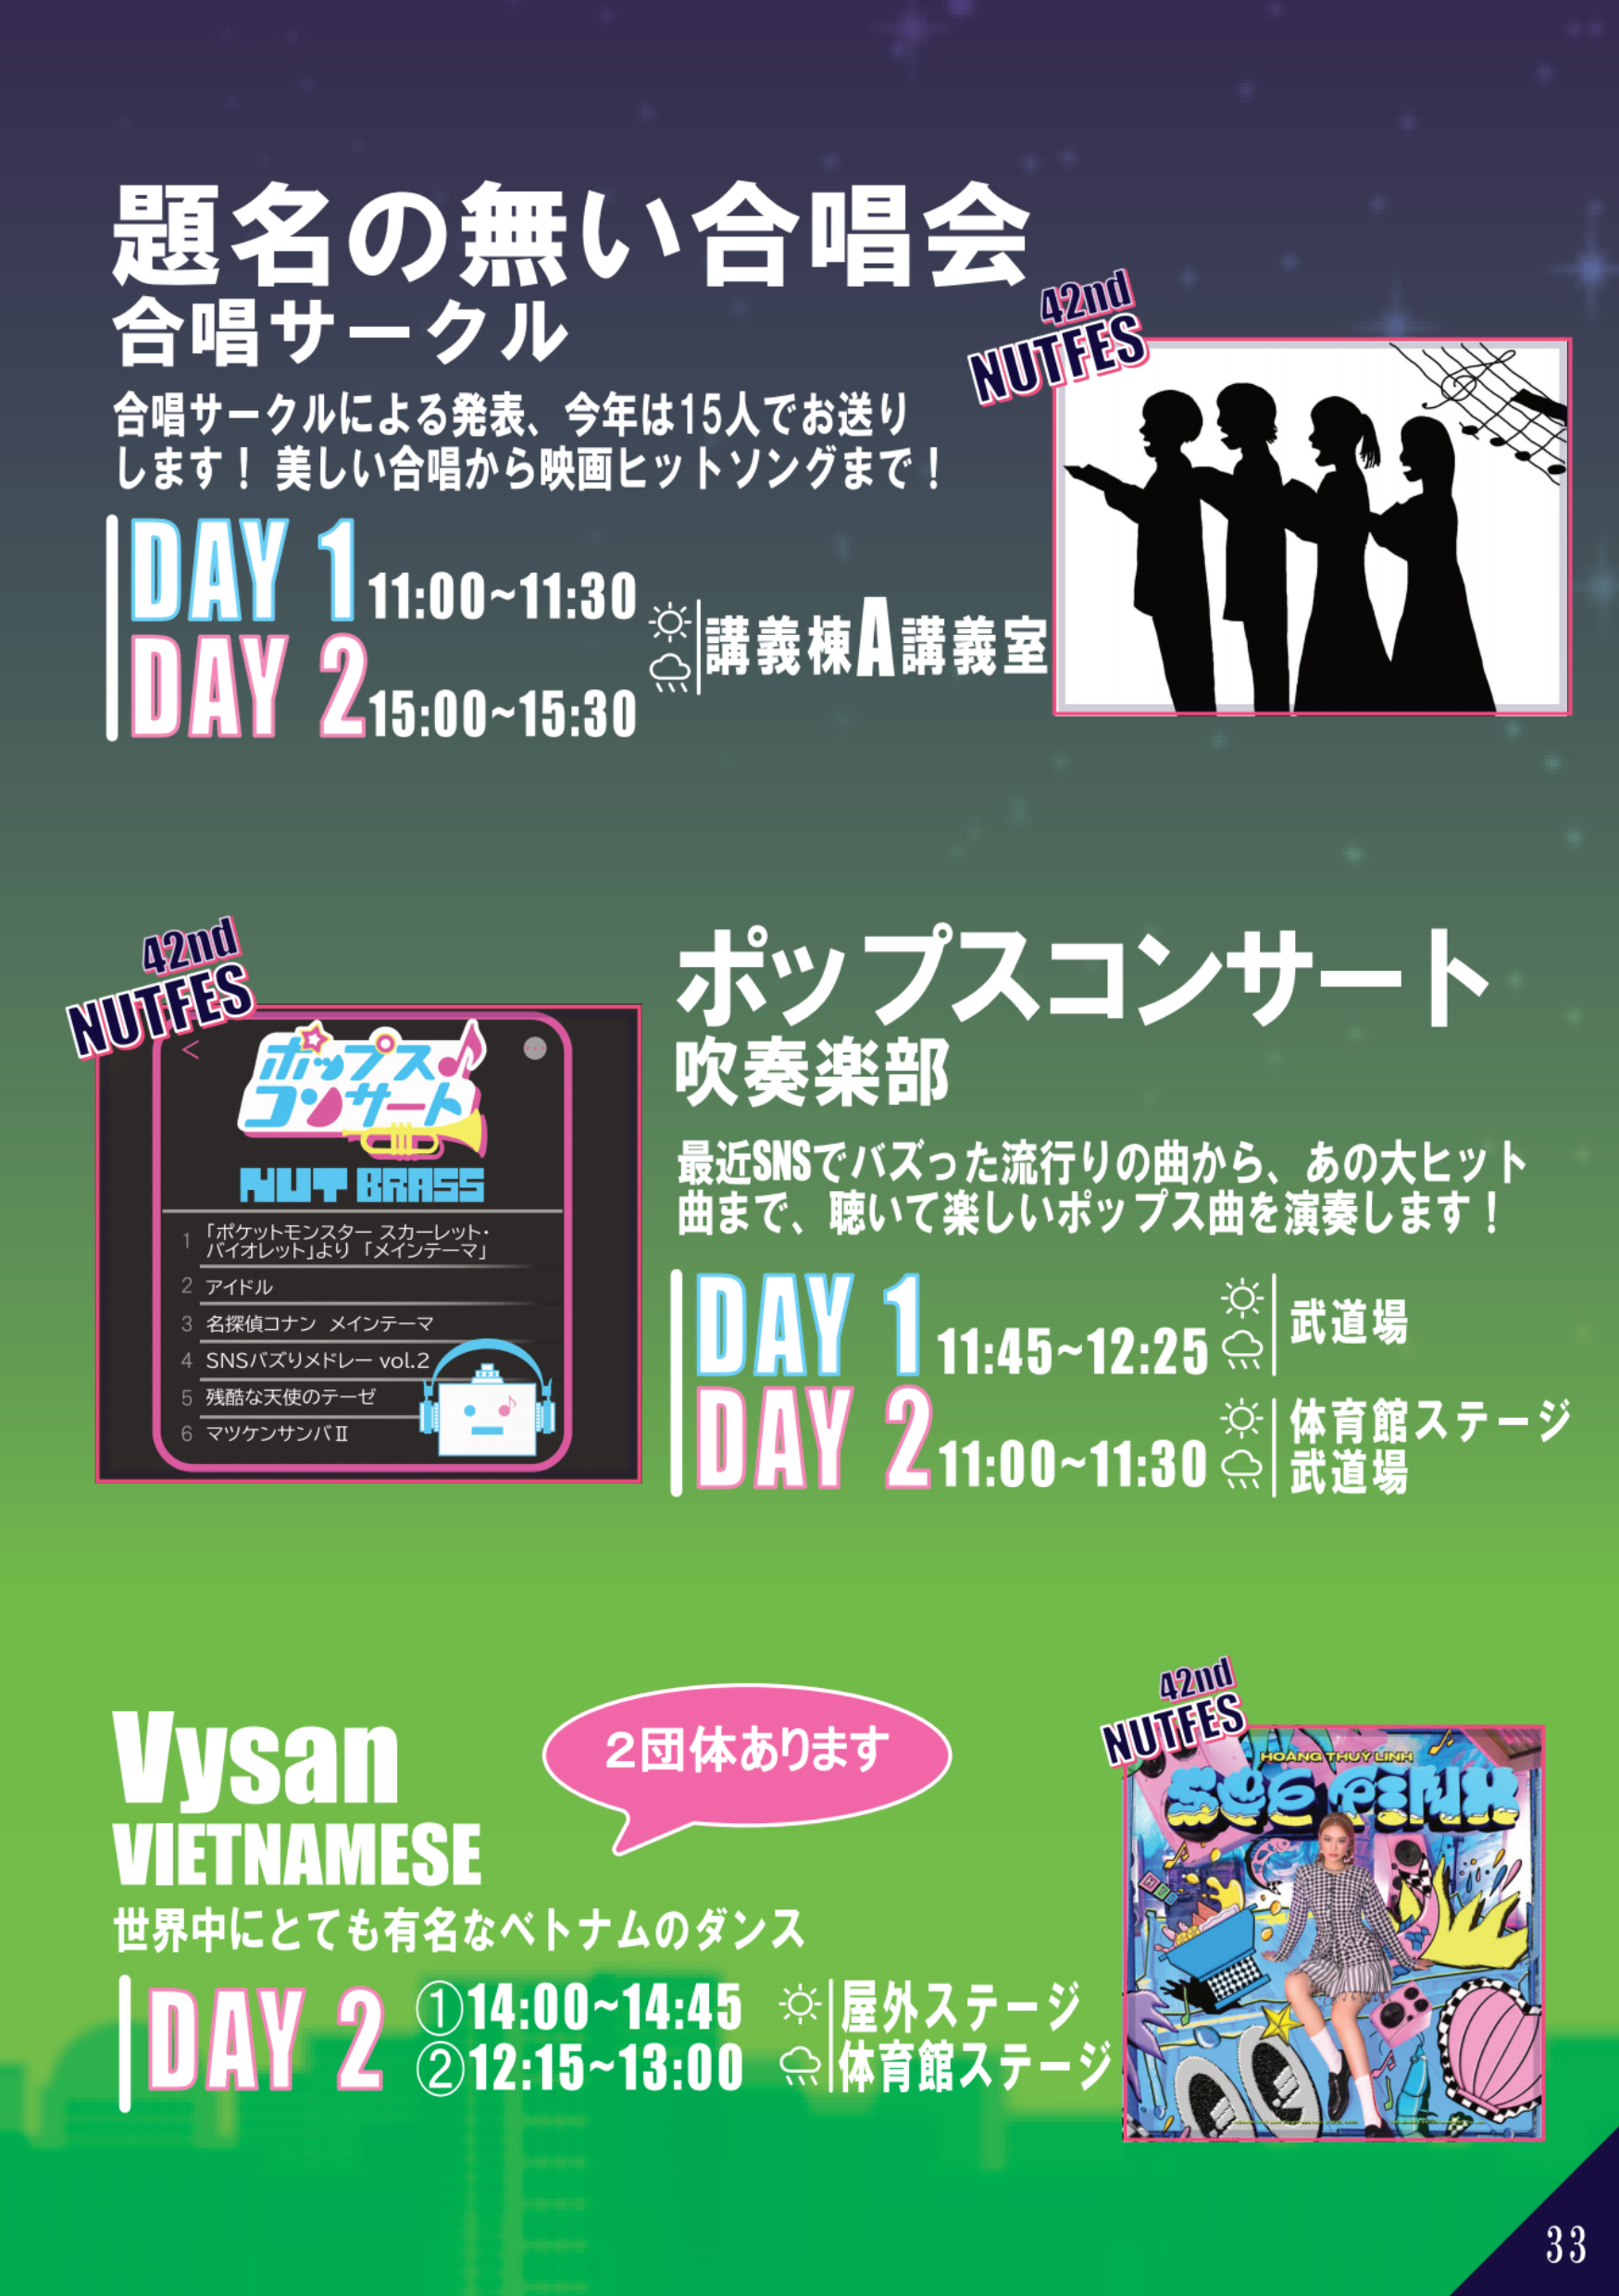 題名の無い合唱会
合唱サークル
合唱サークルによる発表、今年は15人でお送り
します！ 美しい合唱から映画ヒットソングまで！
DAY 1 11:00~11:30
DAY 2 15:00~15:30
講義棟A講義室
42nd
NUTFES
42nd
NUTFES
ポップス
コンサート
NUT BRASS
1 「ポケットモンスター スカーレット・
バイオレット」より 「メインテーマ」
2 アイドル
3 名探偵コナン メインテーマ
4 SNSバズりメドレー vol.2
5 残酷な天使のテーゼ
6 マツケンサンバⅡ
ポップスコンサート
吹奏楽部
最近SNSでバズった流行りの曲から、あの大ヒット
曲まで、聴いて楽しいポップス曲を演奏します！
DAY 1 11:45~12:25
武道場
DAY 2 11:00~11:30
体育館ステージ
武道場
Vysan
VIETNAMESE
2団体あります
世界中にとても有名なベトナムのダンス
DAY 2
①14:00~14:45
②12:15~13:00
屋外ステージ
体育館ステージ
42nd
NUTFES
HOÀNG THUỲ LINH
33